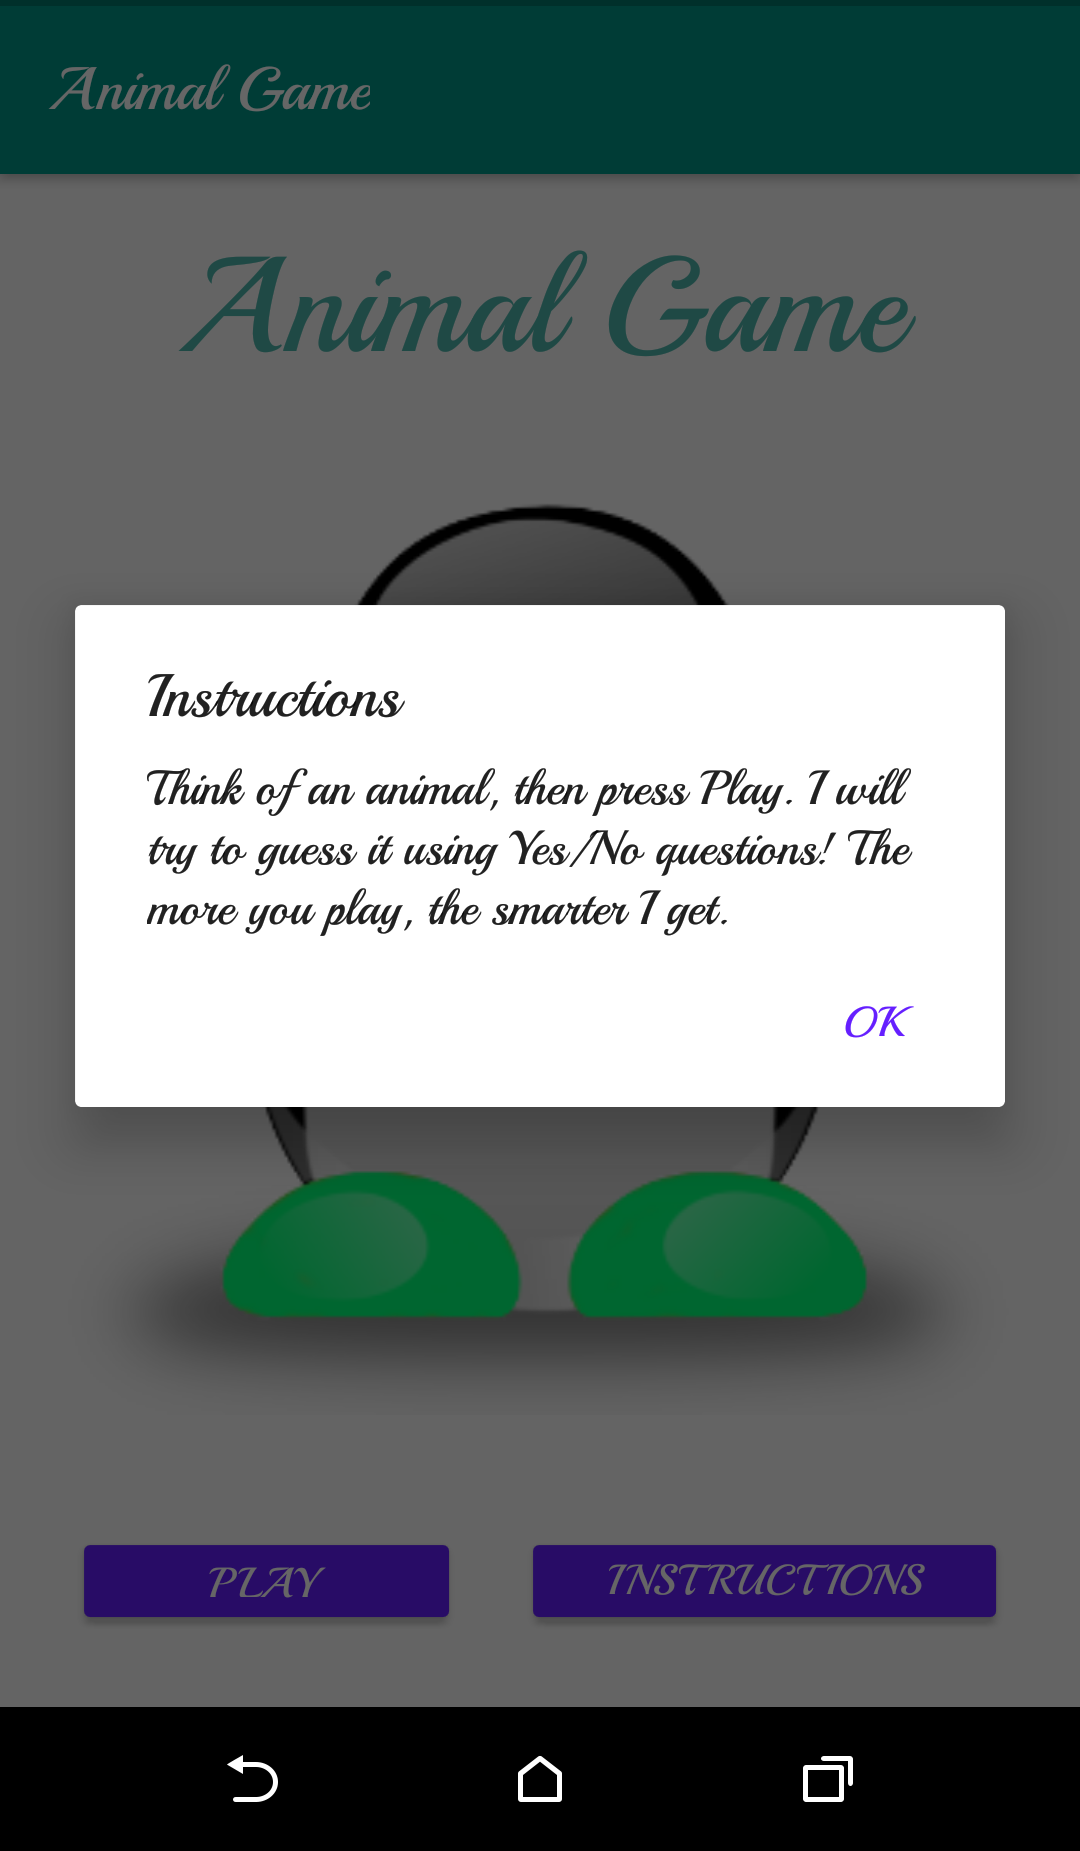 Animal Game
Animal Game
Instructions
Think of an animal, then press Play. I will
try to guess it using Yes/No questions! The
more you play, the smarter I get.
OK
PLAY
INSTRUCTIONS